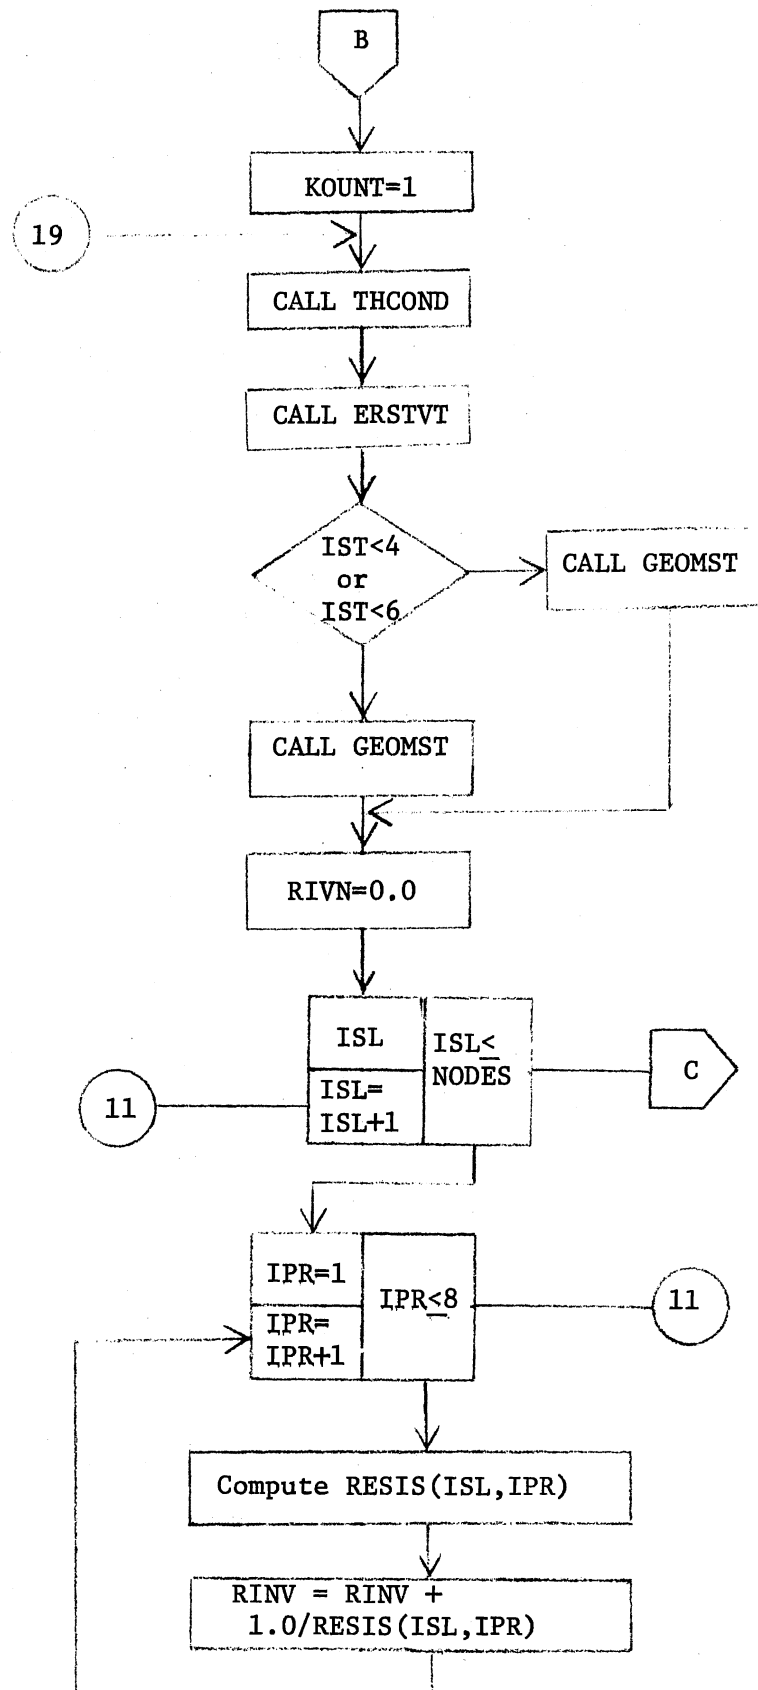 B
KOUNT=1
19
CALL THCOND
CALL ERSTVT
IST<4
or
IST<6
CALL GEOMST
CALL GEOMST
RIVN=0.0
ISL
ISL=
ISL+1
ISL≤
NODES
C
11
IPR=1
IPR=
IPR+1
IPR≤8
11
Compute RESIS(ISL,IPR)
RINV = RINV +
1.0/RESIS(ISL,IPR)